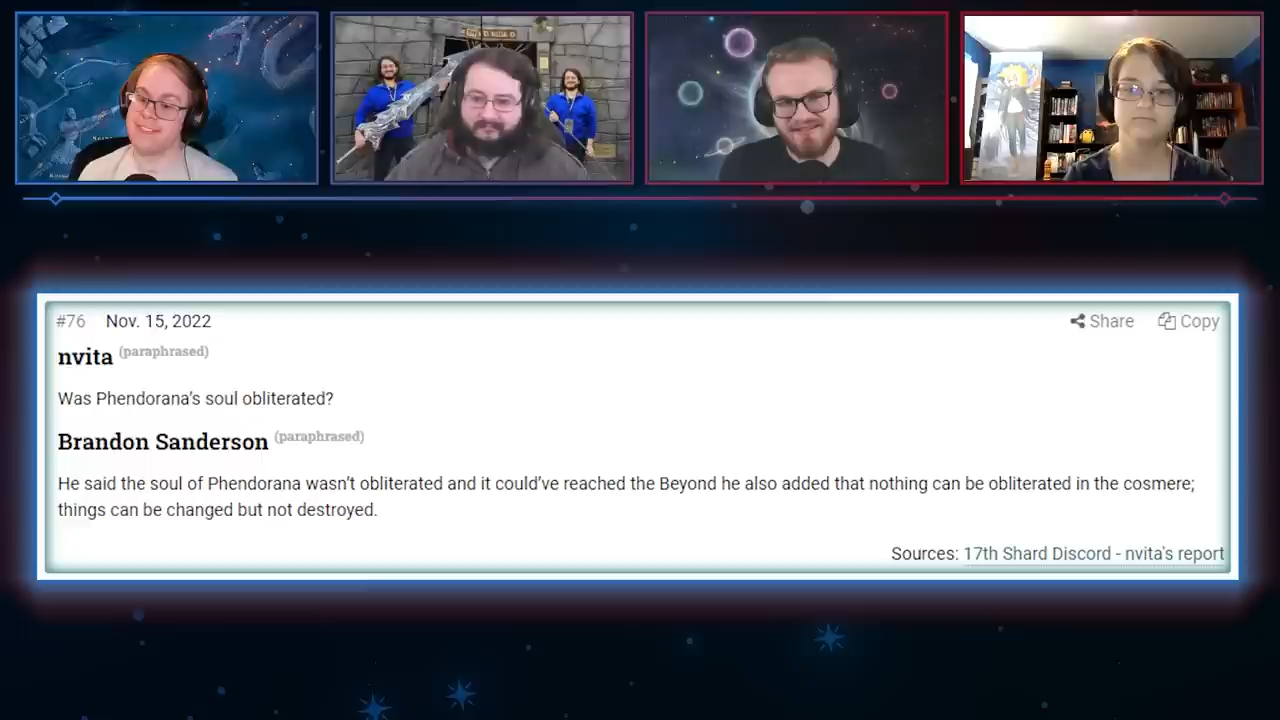 #76 Nov. 15, 2022 Share Copy
nvita (paraphrased)
Was Phendorana's soul obliterated?
Brandon Sanderson (paraphrased)
He said the soul of Phendorana wasn't obliterated and it could've reached the Beyond he also added that nothing can be obliterated in the cosmere;
things can be changed but not destroyed.
Sources: 17th Shard Discord - nvita's report